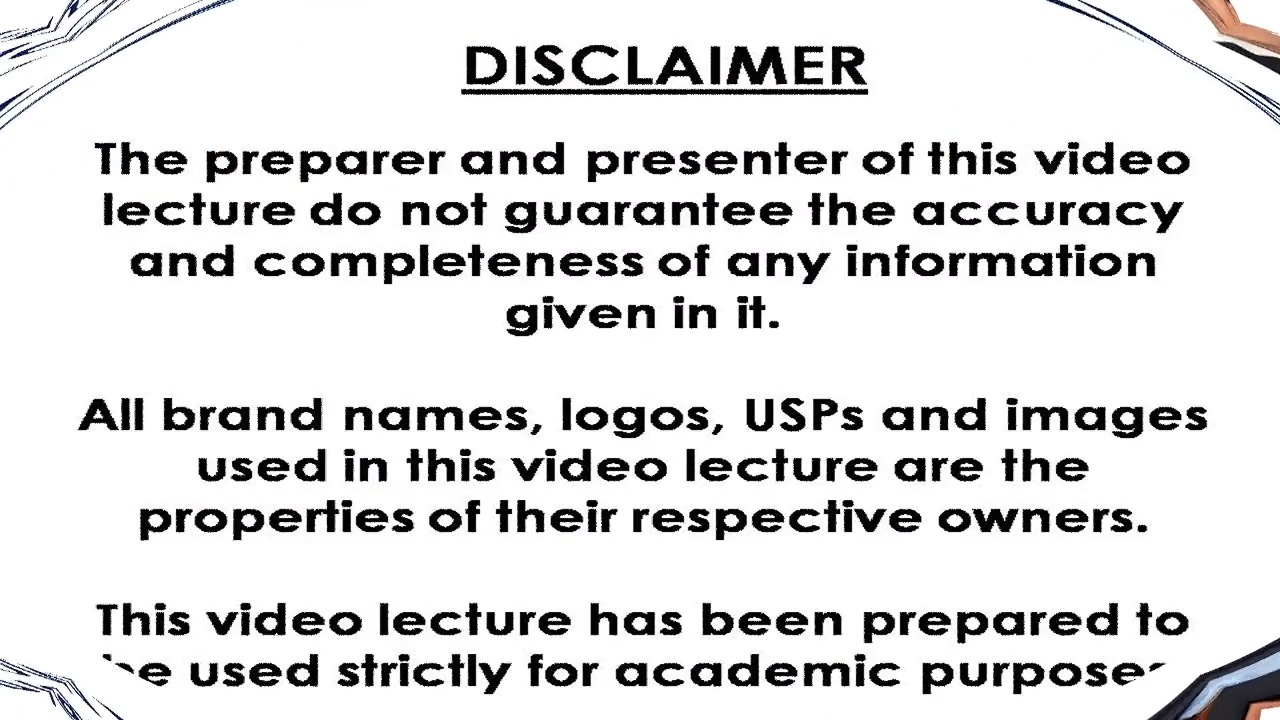 DISCLAIMER
The preparer and presenter of this video
lecture do not guarantee the accuracy
and completeness of any information
given in it.
All brand names, logos, USPs and images
used in this video lecture are the
properties of their respective owners.
This video lecture has been prepared to
be used strictly for academic purposes